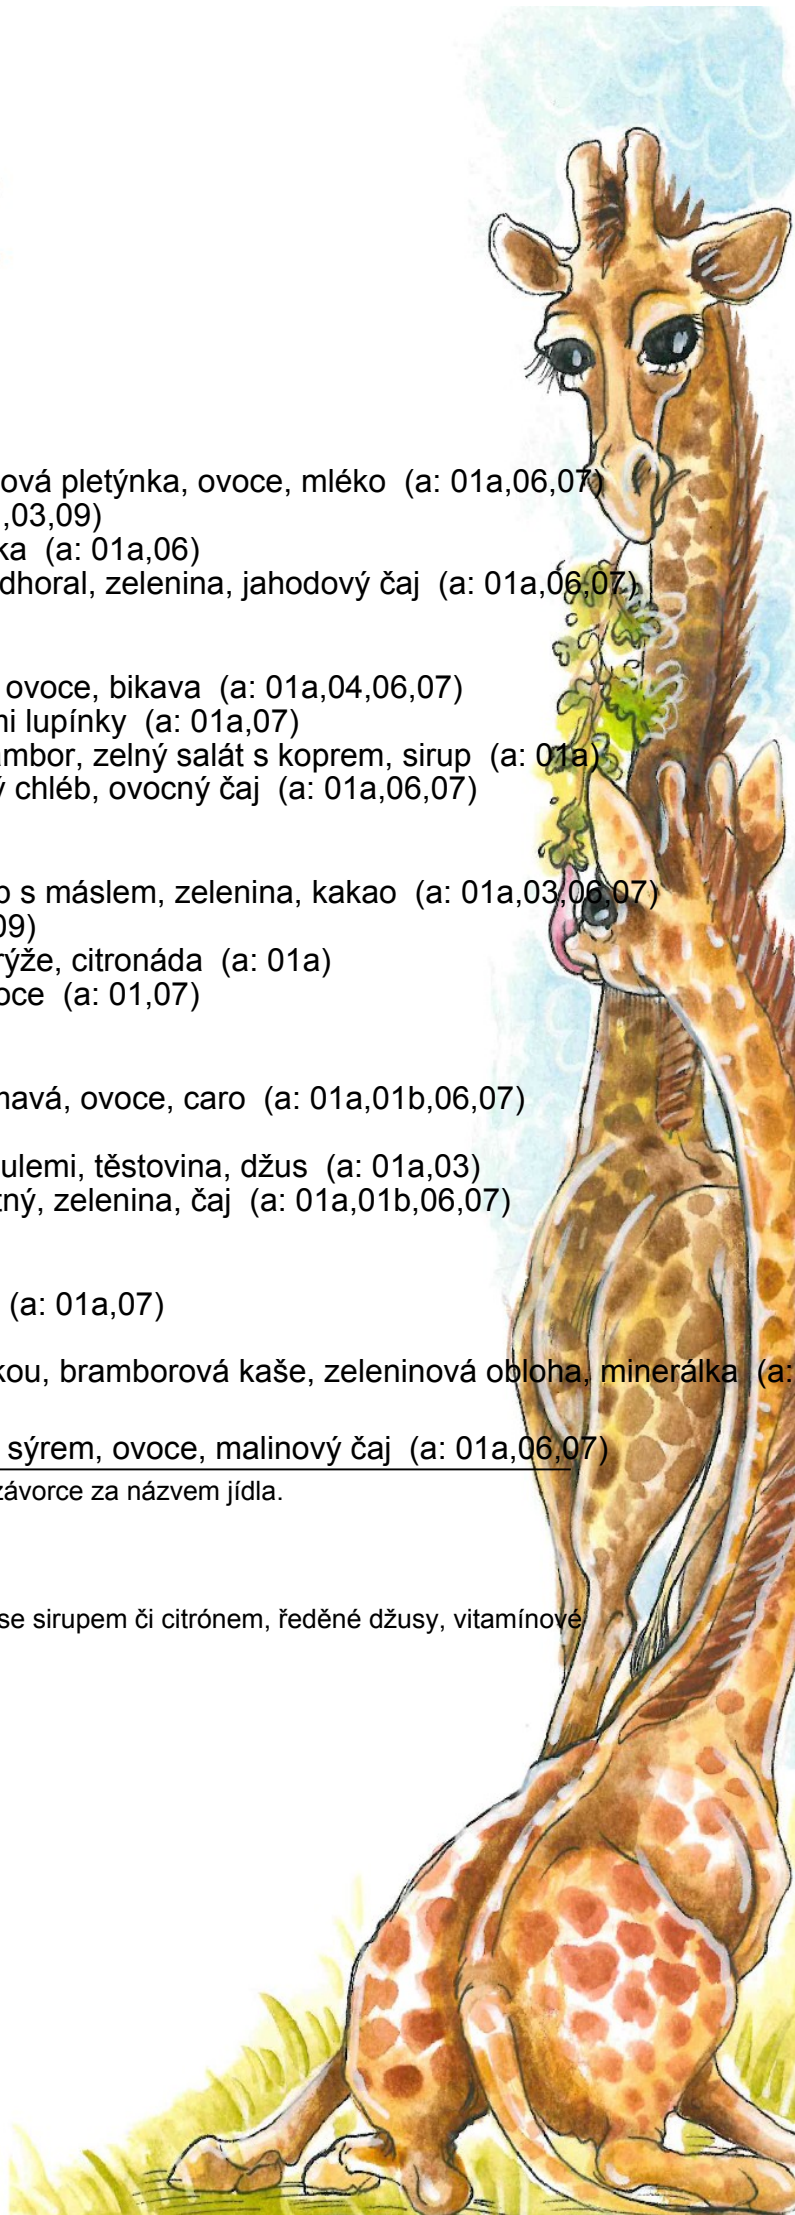 ová pletýnka, ovoce, mléko (a: 01a,06,07)
,03,09)
ka (a: 01a,06)
dhoral, zelenina, jahodový čaj (a: 01a,06,07)
ovoce, bikava (a: 01a,04,06,07)
ni lupínky (a: 01a,07)
ambor, zelný salát s koprem, sirup (a: 01a)
ý chléb, ovocný čaj (a: 01a,06,07)
o s máslem, zelenina, kakao (a: 01a,03,06,07)
09)
rýže, citronáda (a: 01a)
oce (a: 01,07)
navá, ovoce, caro (a: 01a,01b,06,07)
ulemi, těstovina, džus (a: 01a,03)
tný, zelenina, čaj (a: 01a,01b,06,07)
(a: 01a,07)
kou, bramborová kaše, zeleninová obloha, minerálka (a:
sýrem, ovoce, malinový čaj (a: 01a,06,07)
závorce za názvem jídla.
se sirupem či citrónem, ředěné džusy, vitamínové